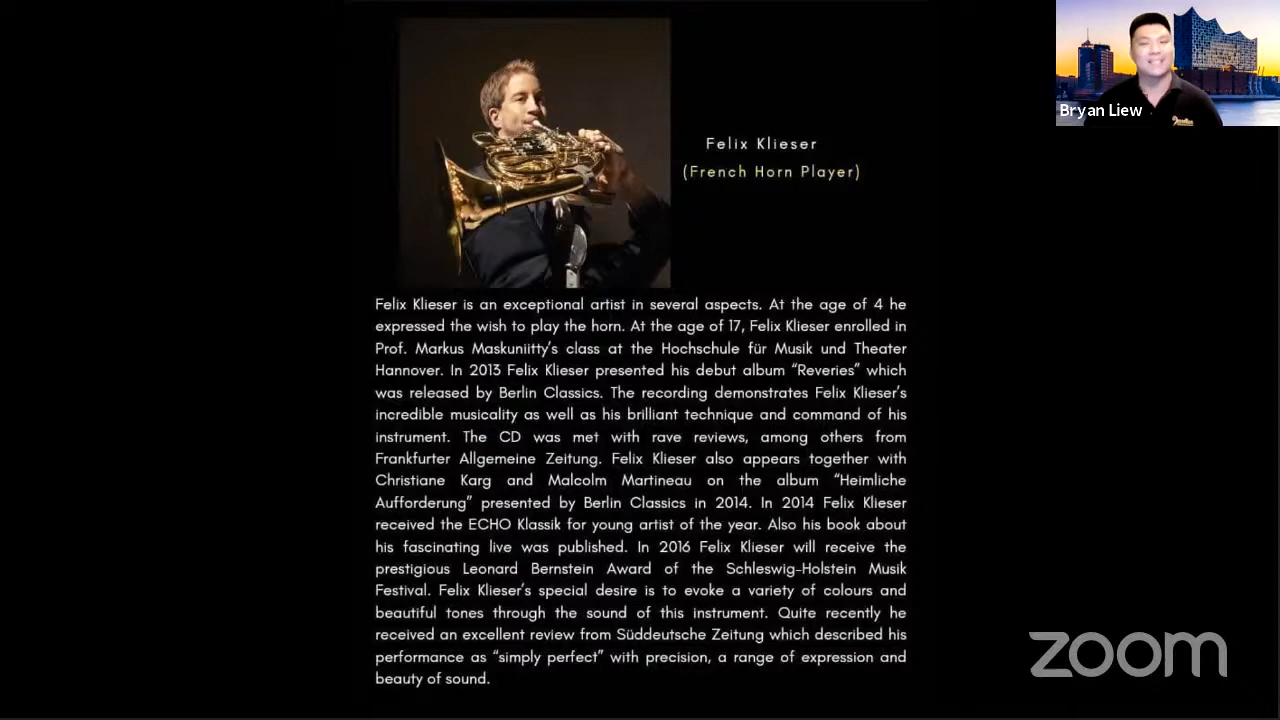 Bryan Liew
Felix Klieser
(French Horn Player)
Felix Klieser is an exceptional artist in several aspects. At the age of 4 he
expressed the wish to play the horn. At the age of 17, Felix Klieser enrolled in
Prof. Markus Maskuniitty's class at the Hochschule für Musik und Theater
Hannover. In 2013 Felix Klieser presented his debut album “Reveries” which
was released by Berlin Classics. The recording demonstrates Felix Klieser's
incredible musicality as well as his brilliant technique and command of his
instrument. The CD was met with rave reviews, among others from
Frankfurter Allgemeine Zeitung. Felix Klieser also appears together with
Christiane Karg and Malcolm Martineau on the album “Heimliche
Aufforderung” presented by Berlin Classics in 2014. In 2014 Felix Klieser
received the ECHO Klassik for young artist of the year. Also his book about
his fascinating live was published. In 2016 Felix Klieser will receive the
prestigious Leonard Bernstein Award of the Schleswig-Holstein Musik
Festival. Felix Klieser's special desire is to evoke a variety of colours and
beautiful tones through the sound of this instrument. Quite recently he
received an excellent review from Süddeutsche Zeitung which described his
performance as “simply perfect” with precision, a range of expression and
beauty of sound.
zoom